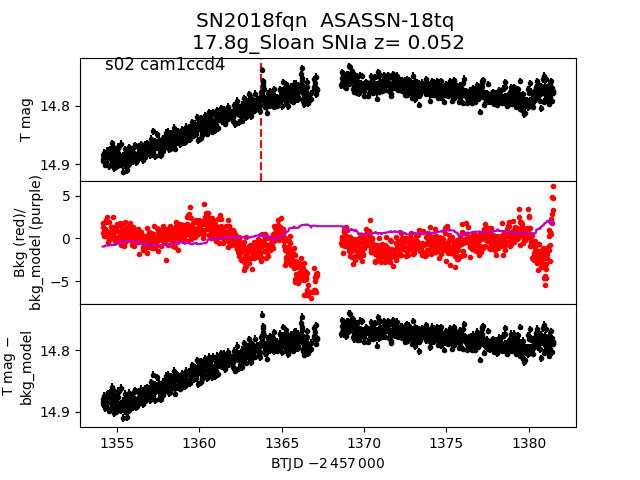 SN2018fqn  ASASSN-18tq
17.8g_Sloan SNIa z= 0.052
s02 cam1ccd4
T mag
14.8
14.9
Bkg (red)/
bkg_model (purple)
5
0
−5
T mag −
bkg_model
14.8
14.9
1355
1360
1365
1370
1375
1380
BTJD −2 457 000